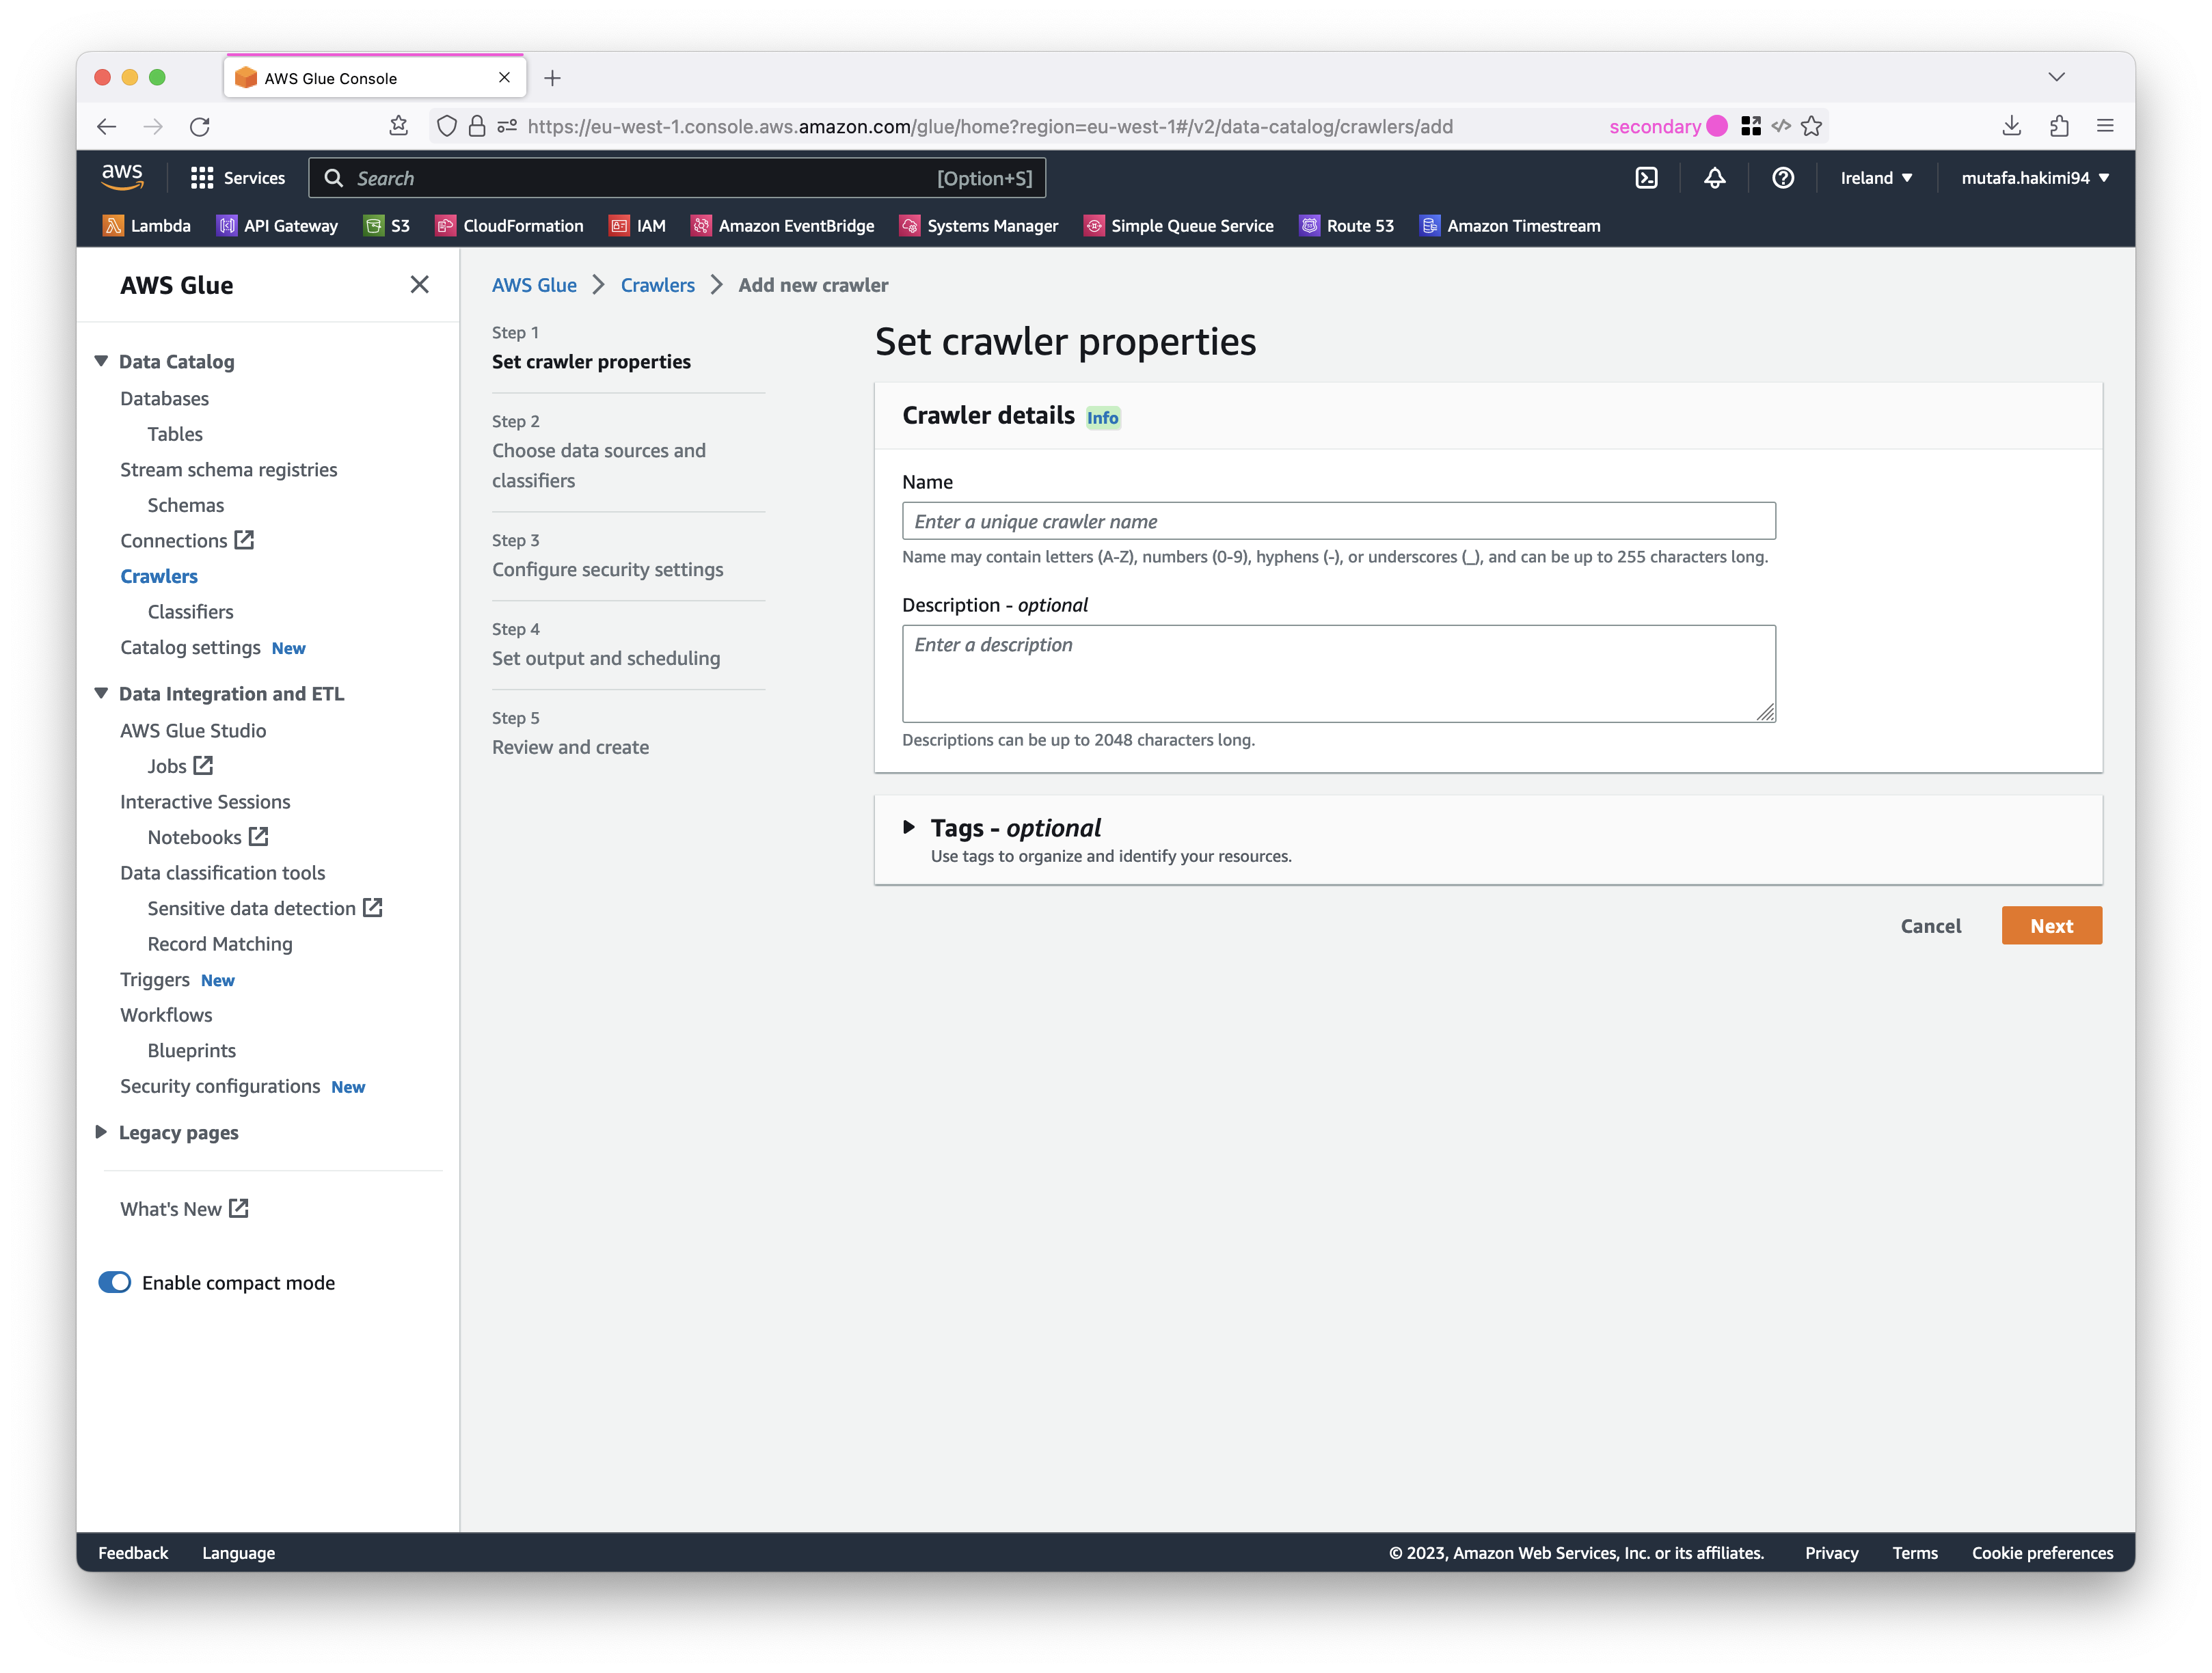 AWS Glue Console
https://eu-west-1.console.aws.amazon.com/glue/home?region=eu-west-1#/v2/data-catalog/crawlers/add
secondary
aws
Services
Search
[Option+S]
Ireland
mutafa.hakimi94
Lambda
API Gateway
S3
CloudFormation
IAM
Amazon EventBridge
Systems Manager
Simple Queue Service
Route 53
Amazon Timestream
AWS Glue
Data Catalog
Databases
Tables
Stream schema registries
Schemas
Connections
Crawlers
Classifiers
Catalog settings New
Data Integration and ETL
AWS Glue Studio
Jobs
Interactive Sessions
Notebooks
Data classification tools
Sensitive data detection
Record Matching
Triggers New
Workflows
Blueprints
Security configurations New
Legacy pages
What's New
Enable compact mode
AWS Glue
Crawlers
Add new crawler
Step 1
Set crawler properties
Step 2
Choose data sources and
classifiers
Step 3
Configure security settings
Step 4
Set output and scheduling
Step 5
Review and create
Set crawler properties
Crawler details Info
Name
Enter a unique crawler name
Name may contain letters (A-Z), numbers (0-9), hyphens (-), or underscores (_), and can be up to 255 characters long.
Description - optional
Enter a description
Descriptions can be up to 2048 characters long.
Tags - optional
Use tags to organize and identify your resources.
Cancel
Next
Feedback
Language
© 2023, Amazon Web Services, Inc. or its affiliates.
Privacy
Terms
Cookie preferences